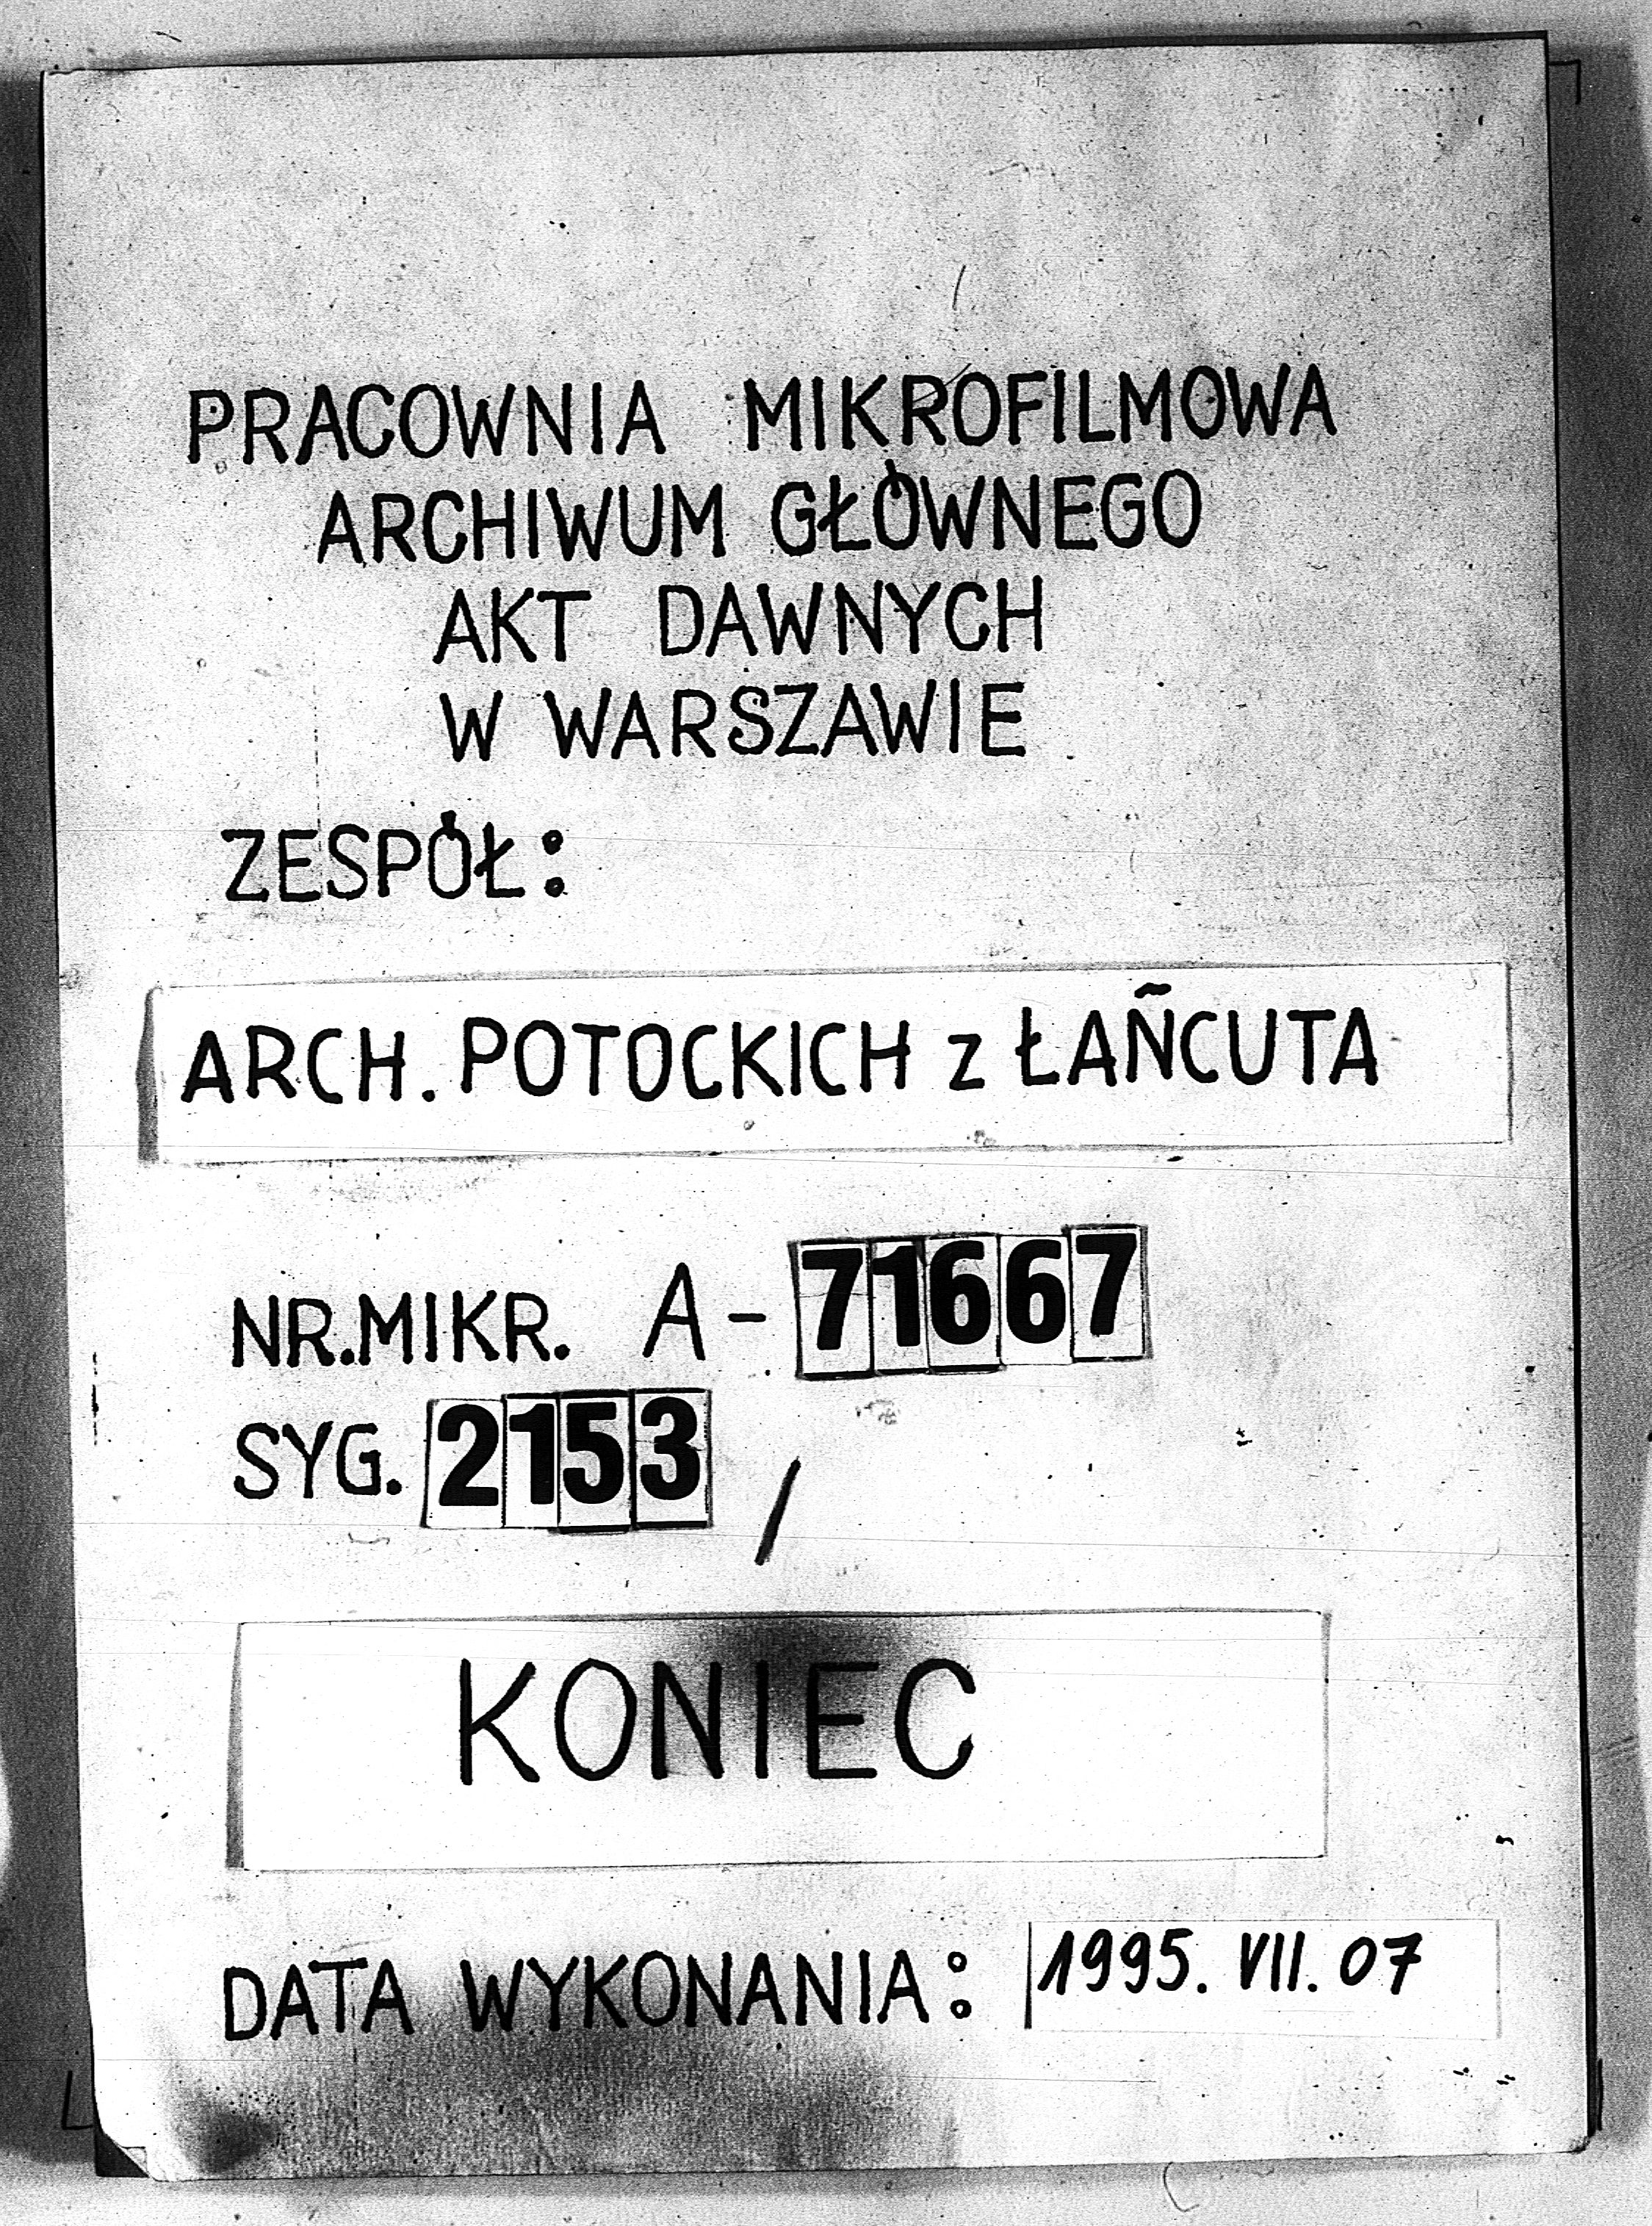 PRACOWNIA MIKROFILMOWA
ARCHIWUM GŁÓWNEGO
AKT DAWNYCH
W WARSZAWIE
ZESPÓŁ:
ARCH. POTOCKICH z ŁAŃCUTA
NR.MIKR. A-71667
SYG. 2153 /
KONIEC
DATA WYKONANIA: 1995. VII. 07